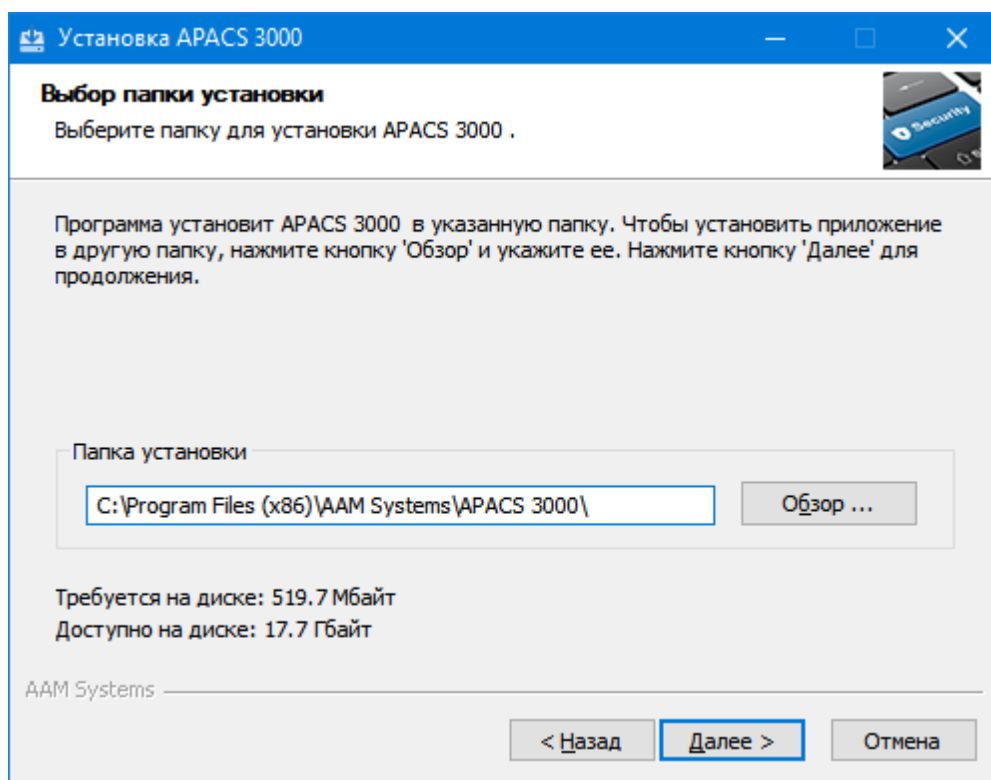 Установка APACS 3000
Выбор папки установки
Выберите папку для установки APACS 3000 .
Security
Программа установит APACS 3000  в указанную папку. Чтобы установить приложение
в другую папку, нажмите кнопку 'Обзор' и укажите ее. Нажмите кнопку 'Далее' для
продолжения.
Папка установки
C:\Program Files (x86)\AAM Systems\APACS 3000\
Обзор ...
Требуется на диске: 519.7 Мбайт
Доступно на диске: 17.7 Гбайт
AAM Systems
< Назад
Далее >
Отмена